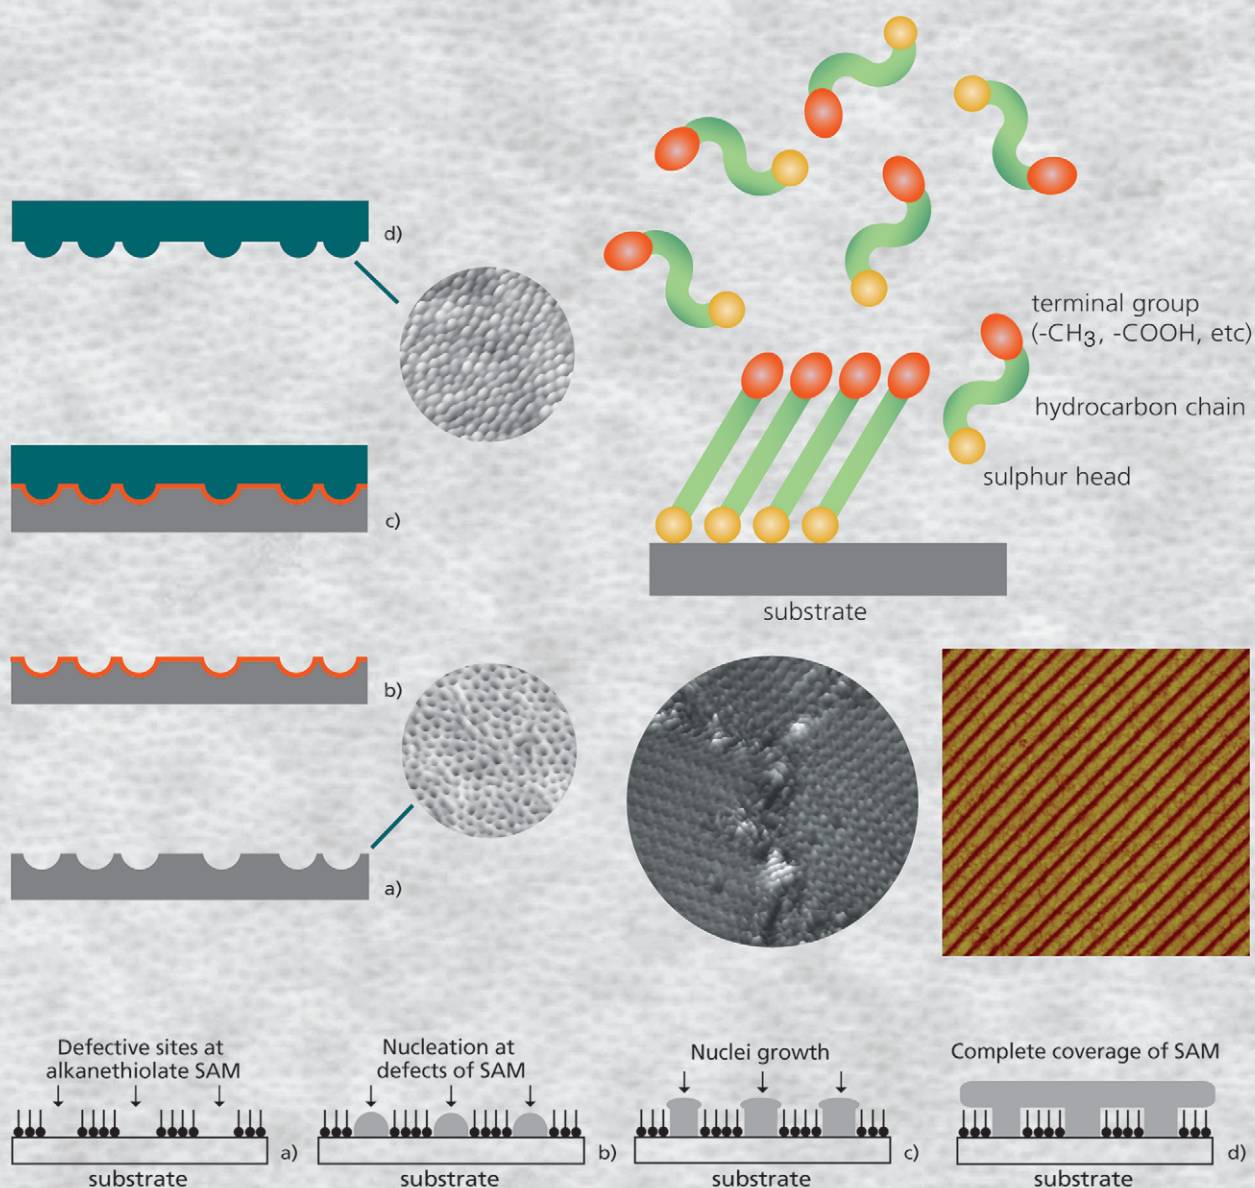 d)
terminal group
(-CH₃, -COOH, etc)
hydrocarbon chain
sulphur head
c)
substrate
b)
a)
Defective sites at
alkanethiolate SAM
a)
substrate
Nucleation at
defects of SAM
b)
substrate
Nuclei growth
c)
substrate
Complete coverage of SAM
d)
substrate